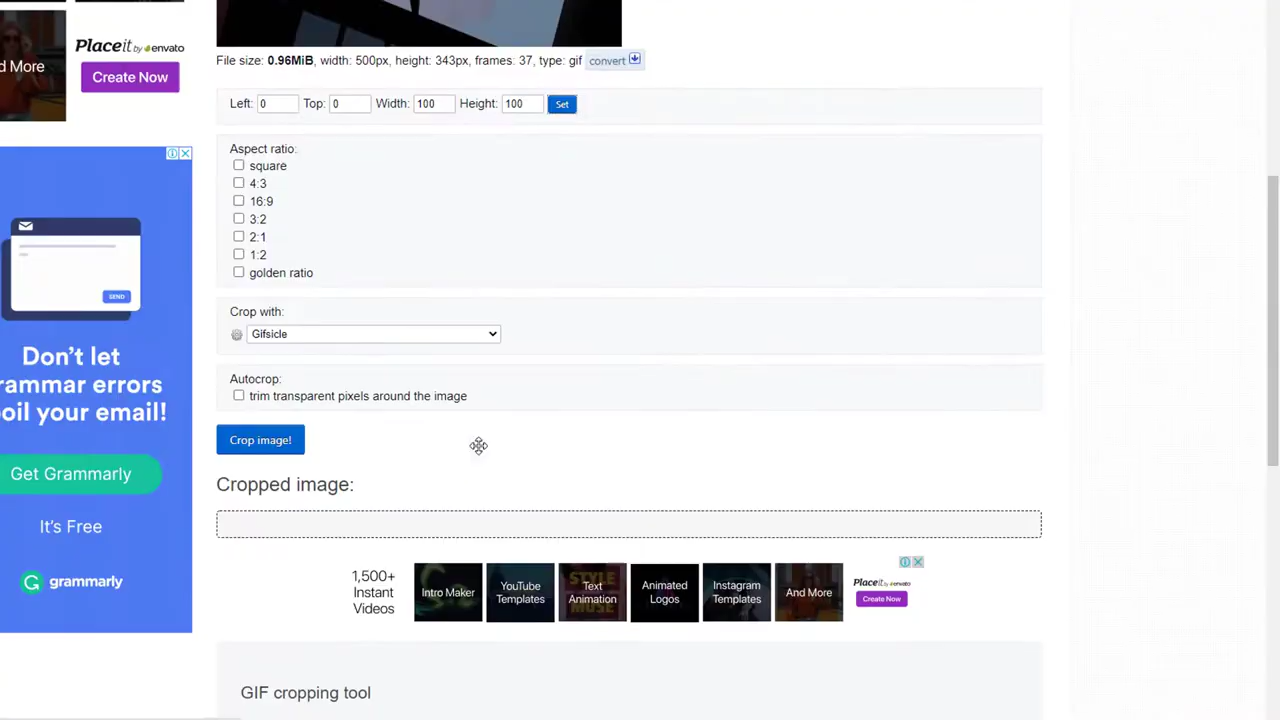 d More
Placeit by envato
Create Now
File size: 0.96MiB, width: 500px, height: 343px, frames: 37, type: gif convert
Left: 0 Top: 0 Width: 100 Height: 100 Set
Aspect ratio:
square
4:3
16:9
3:2
2:1
1:2
golden ratio
Crop with:
Gifsicle
Autocrop:
trim transparent pixels around the image
Crop image!
Cropped image:
SEND
Don't let
rammar errors
oil your email!
Get Grammarly
It's Free
G grammarly
1,500+
Instant
Videos
Intro Maker
YouTube
Templates
STYLE
MUSE
Text
Animation
Animated
Logos
Instagram
Templates
And More
Placeit by envato
Create Now
GIF cropping tool